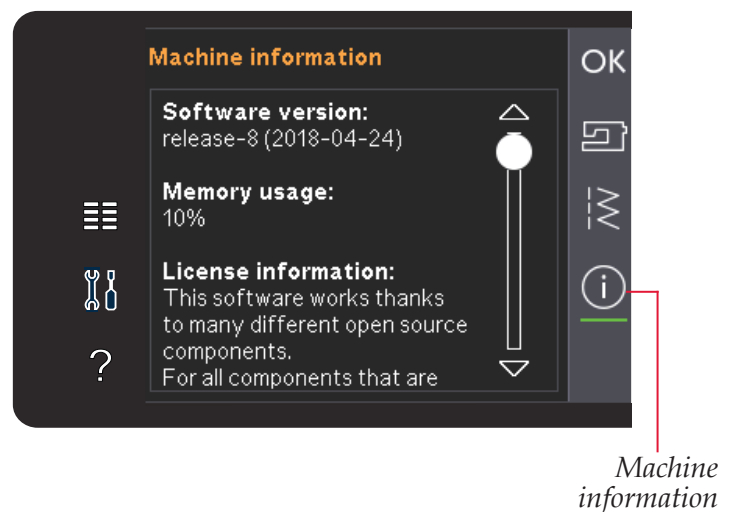 Machine information
OK
Software version:
release-8 (2018-04-24)
Memory usage:
10%
License information:
This software works thanks
to many different open source
components.
For all components that are
?
i
Machine
information